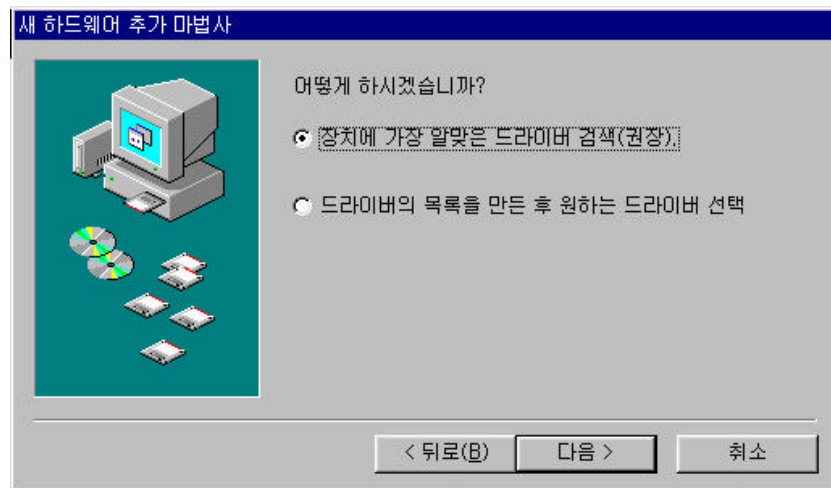 새 하드웨어 추가 마법사
어떻게 하시겠습니까?
장치에 가장 알맞은 드라이버 검색(권장).
드라이버의 목록을 만든 후 원하는 드라이버 선택
< 뒤로(B)
다음 >
취소